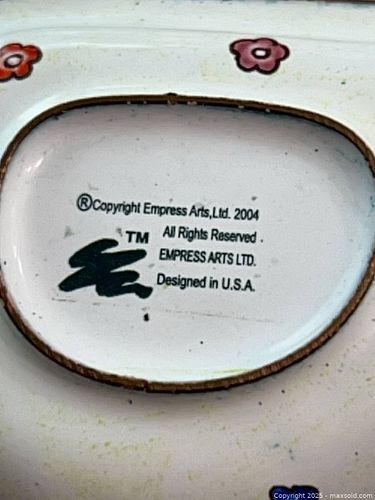 ®Copyright Empress Arts,Ltd. 2004
™ All Rights Reserved .
EMPRESS ARTS LTD.
Designed in U.S.A.
Copyright 2025 - maxsold.com